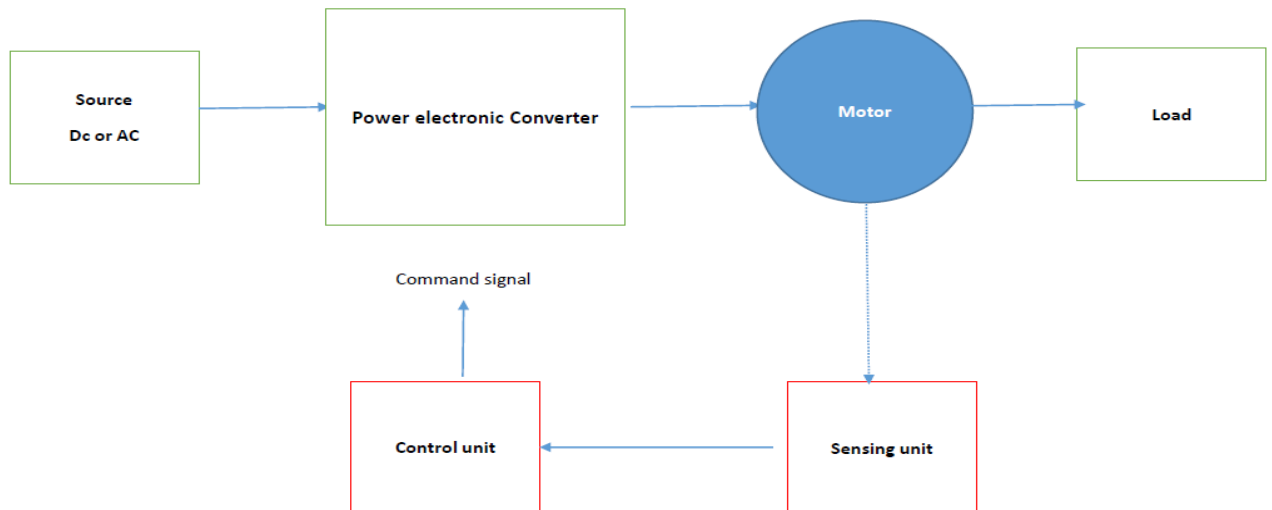 Source
Dc or AC
Power electronic Converter
Motor
Load
Command signal
Control unit
Sensing unit